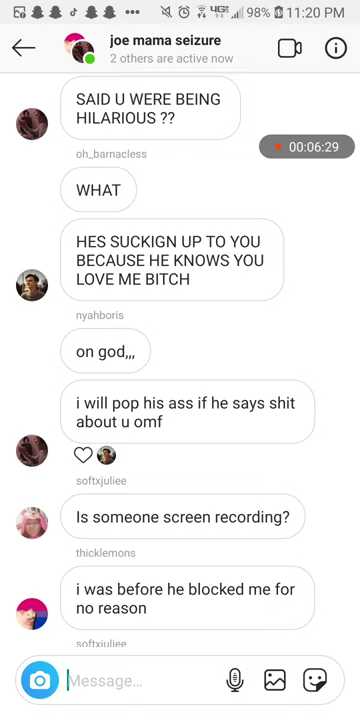 98% 11:20 PM
joe mama seizure
2 others are active now
SAID U WERE BEING
HILARIOUS ??
00:06:29
oh_barnacless
WHAT
HES SUCKIGN UP TO YOU
BECAUSE HE KNOWS YOU
LOVE ME BITCH
nyahboris
on god,,,
i will pop his ass if he says shit
about u omf
softxjuliee
Is someone screen recording?
thicklemons
i was before he blocked me for
no reason
softxjuliee
Message...